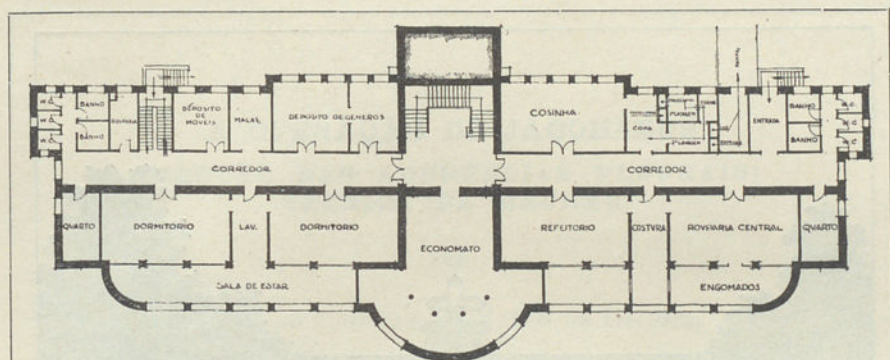 W.C.
BANHO
BANHO
DEPOSITO
DE
MOVEIS
MALAS
DEPOSITO DE GENEROS
COSINHA
COPA
ENTRADA
BANHO
BANHO
W.C.
CORREDOR
CORREDOR
QUARTO
DORMITORIO
LAV.
DORMITORIO
ECONOMATO
REFEITORIO
COSTURA
ROUPARIA CENTRAL
QUARTO
SALA DE ESTAR
ENGOMADOS